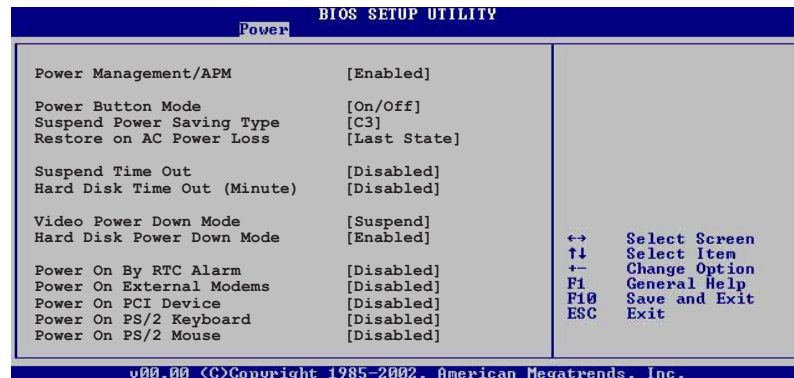 BIOS SETUP UTILITY
Power
Power Management/APM [Enabled]
Power Button Mode [On/Off]
Suspend Power Saving Type [C3]
Restore on AC Power Loss [Last State]
Suspend Time Out [Disabled]
Hard Disk Time Out (Minute) [Disabled]
Video Power Down Mode [Suspend]
Hard Disk Power Down Mode [Enabled]
Power On By RTC Alarm [Disabled]
Power On External Modems [Disabled]
Power On PCI Device [Disabled]
Power On PS/2 Keyboard [Disabled]
Power On PS/2 Mouse [Disabled]
↔ Select Screen
↑↓ Select Item
+- Change Option
F1 General Help
F10 Save and Exit
ESC Exit
v00.00 (C)Copyright 1985-2002, American Megatrends, Inc.